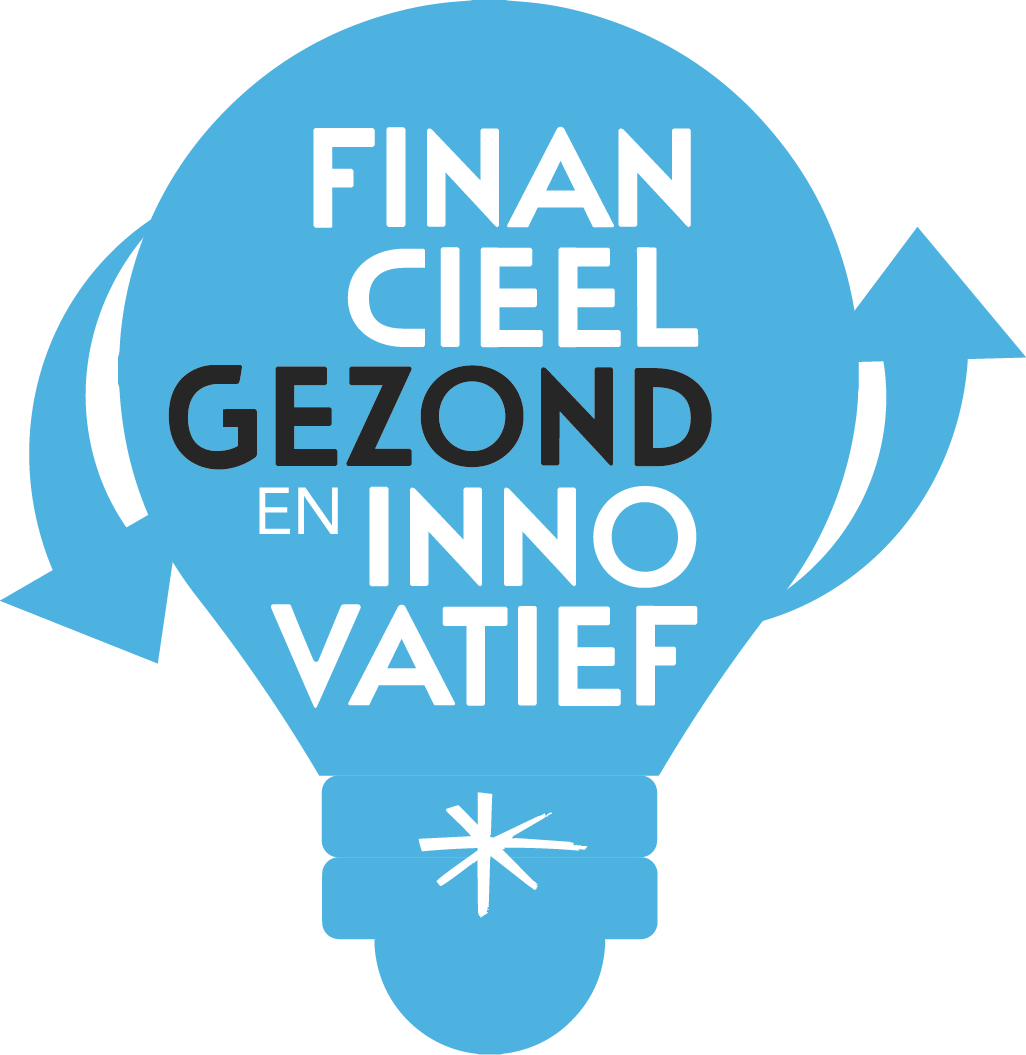 FINAN
CIEEL
GEZOND
EN INNO
VATIEF